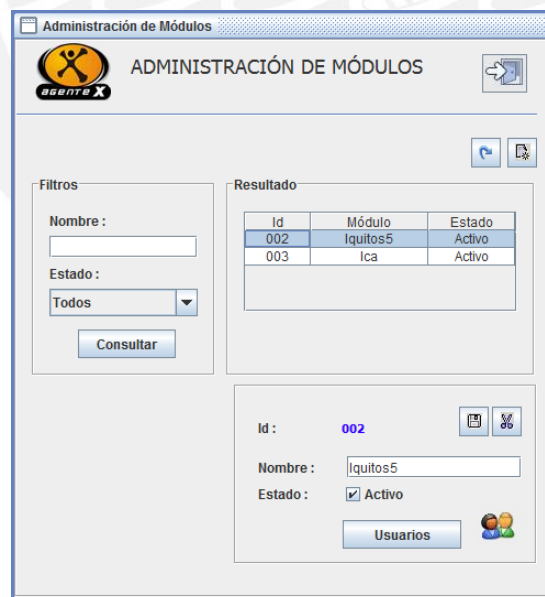 Administración de Módulos
agente X
ADMINISTRACIÓN DE MÓDULOS
Filtros
Nombre :
Estado :
Todos
Consultar
Resultado
Id Módulo Estado
002 Iquitos5 Activo
003 Ica Activo
Id : 002
Nombre : Iquitos5
Estado : Activo
Usuarios